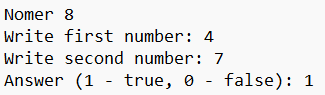 Nomer 8
Write first number: 4
Write second number: 7
Answer (1 - true, 0 - false): 1